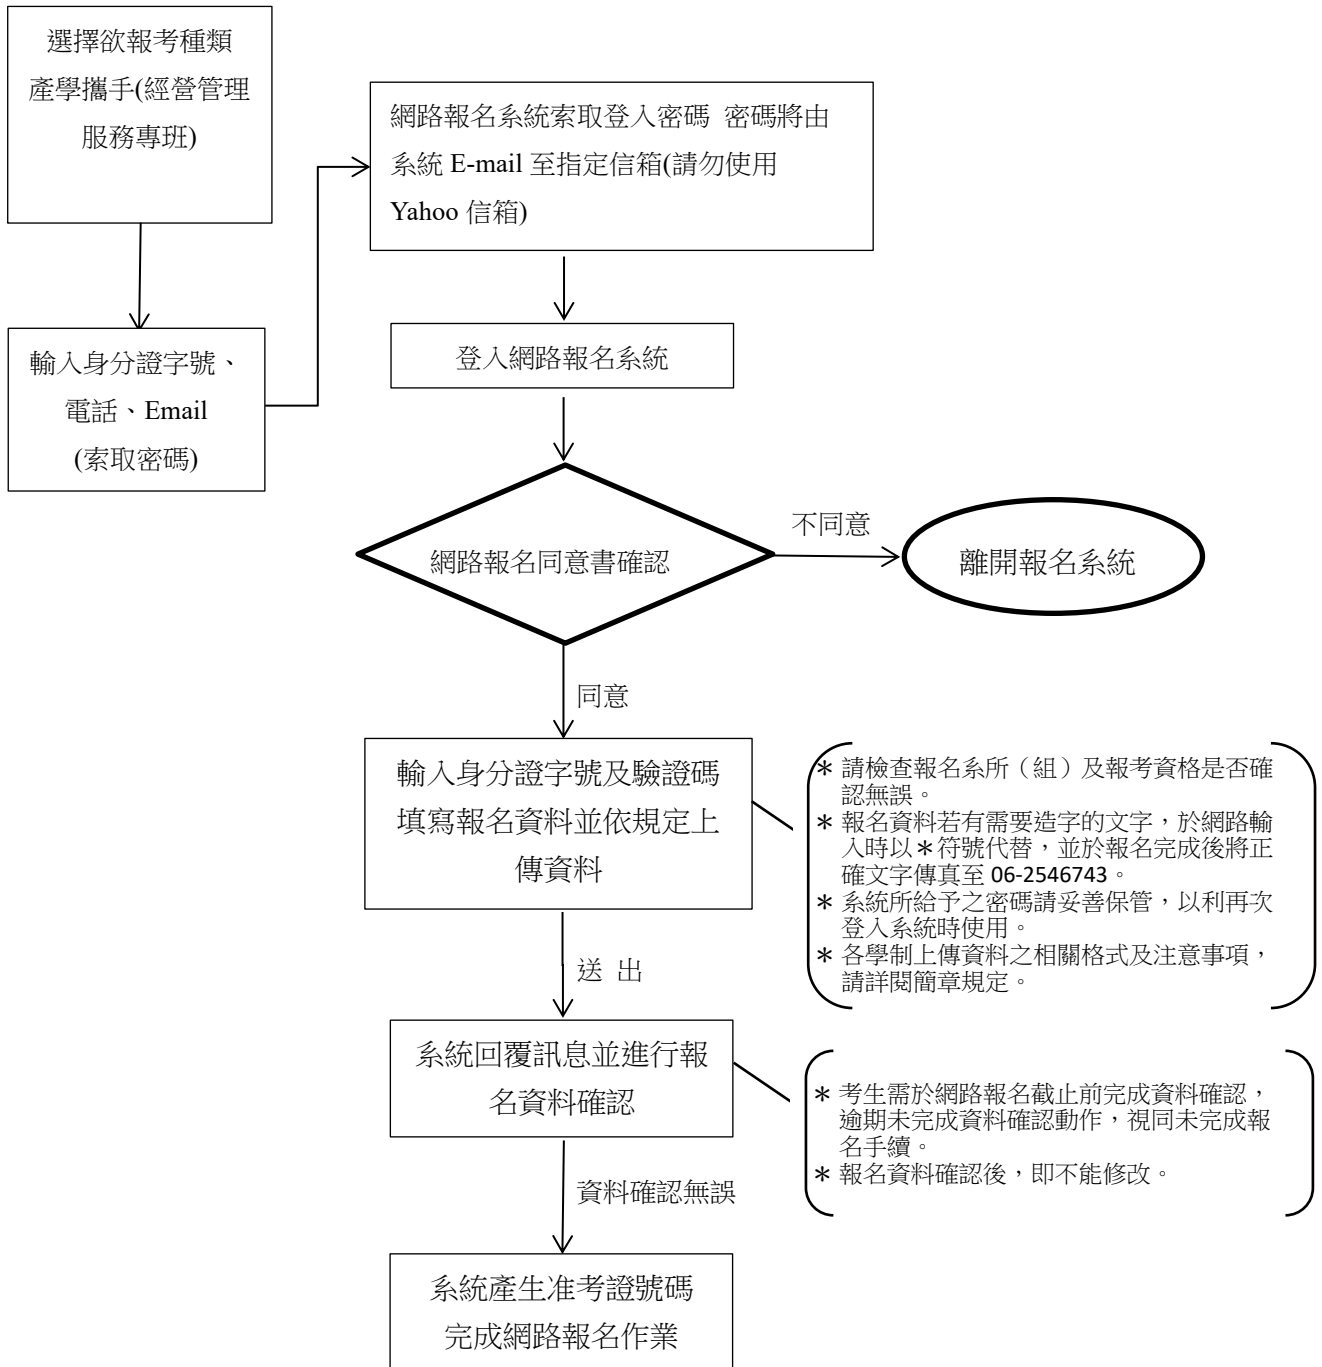 選擇欲報考種類
產學攜手(經營管理
服務專班)
網路報名系統索取登入密碼 密碼將由
系統 E-mail 至指定信箱(請勿使用
Yahoo 信箱)
輸入身分證字號、
電話、Email
(索取密碼)
登入網路報名系統
網路報名同意書確認
不同意
離開報名系統
同意
輸入身分證字號及驗證碼
填寫報名資料並依規定上
傳資料
＊請檢查報名系所（組）及報考資格是否確
認無誤。
＊報名資料若有需要造字的文字，於網路輸
入時以＊符號代替，並於報名完成後將正
確文字傳真至 06-2546743。
＊系統所給予之密碼請妥善保管，以利再次
登入系統時使用。
＊各學制上傳資料之相關格式及注意事項，
請詳閱簡章規定。
送 出
系統回覆訊息並進行報
名資料確認
＊考生需於網路報名截止前完成資料確認，
逾期未完成資料確認動作，視同未完成報
名手續。
＊報名資料確認後，即不能修改。
資料確認無誤
系統產生准考證號碼
完成網路報名作業